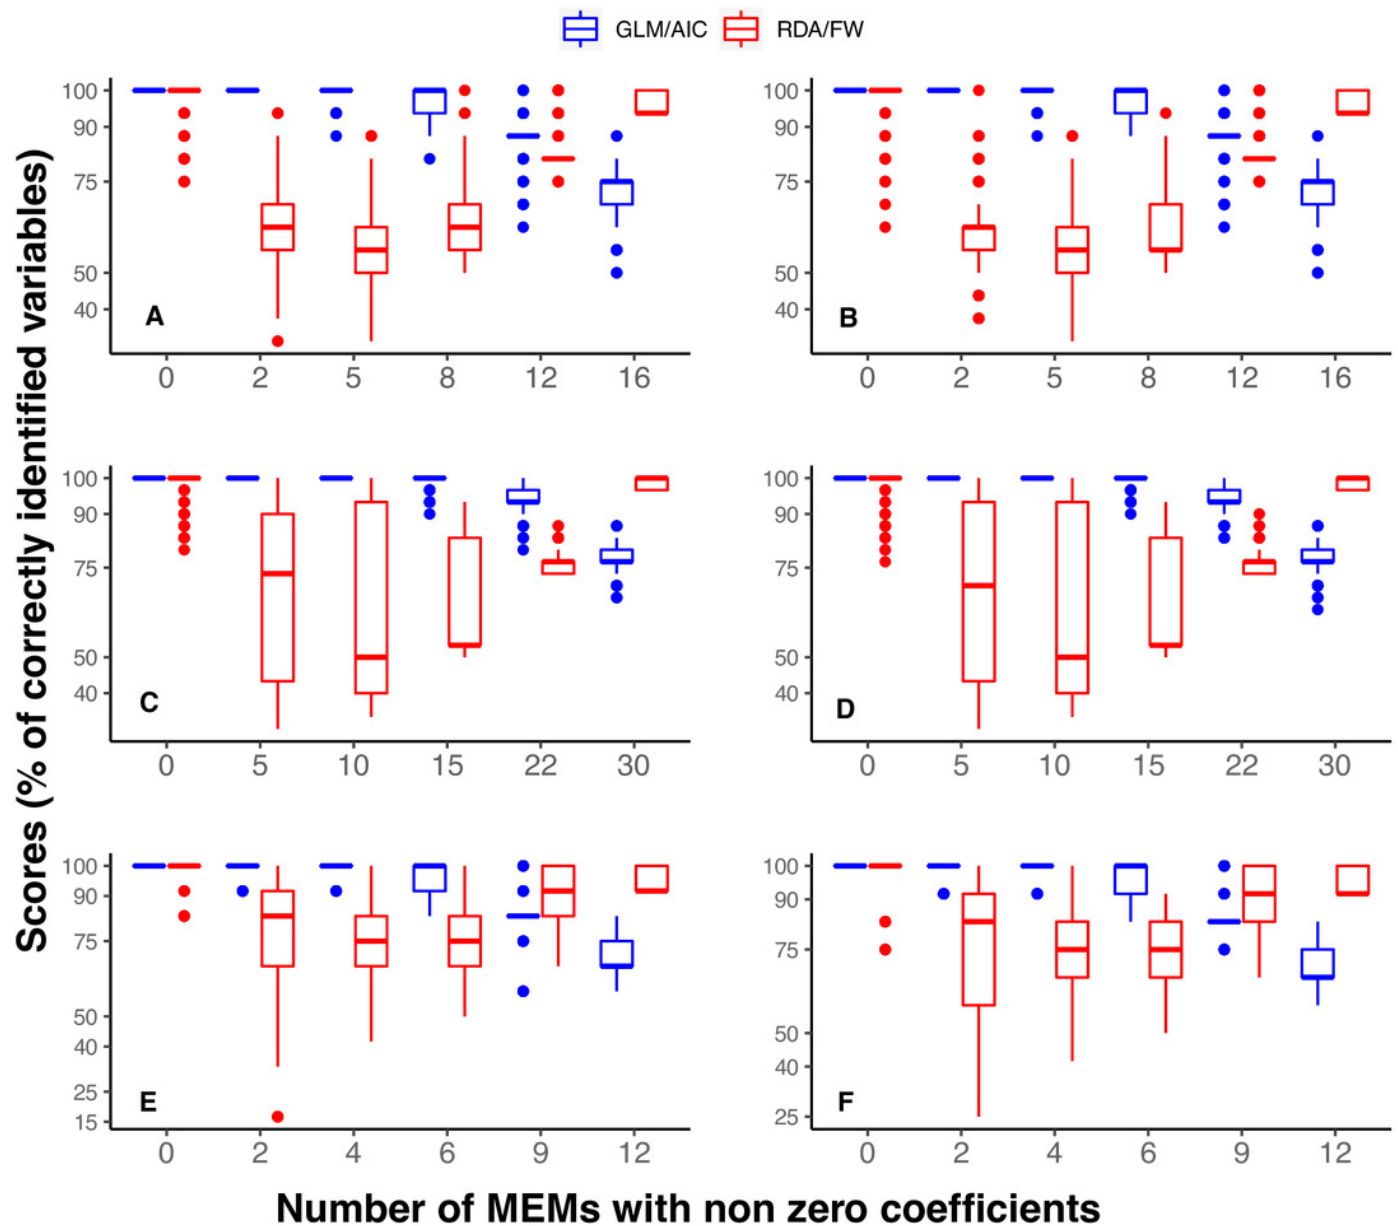 GLM/AIC RDA/FW
Scores (% of correctly identified variables)
100
90
75
50
40
A
0 2 5 8 12 16
100
90
75
50
40
B
0 2 5 8 12 16
100
90
75
50
40
C
0 5 10 15 22 30
100
90
75
50
40
D
0 5 10 15 22 30
100
90
75
50
40
25
15
E
0 2 4 6 9 12
100
90
75
50
40
25
F
0 2 4 6 9 12
Number of MEMs with non zero coefficients